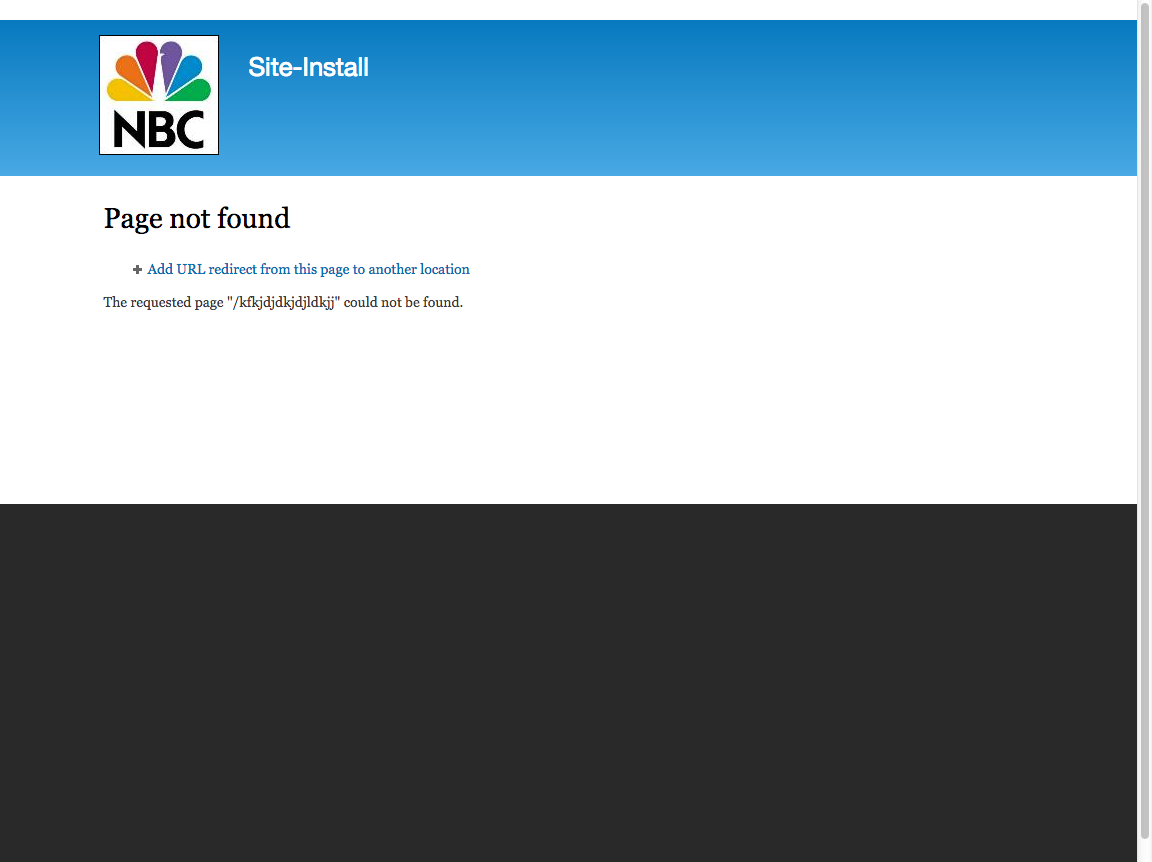 NBC
Site-Install
Page not found
Add URL redirect from this page to another location
The requested page "/kfkjdjdkjdjldkjj" could not be found.